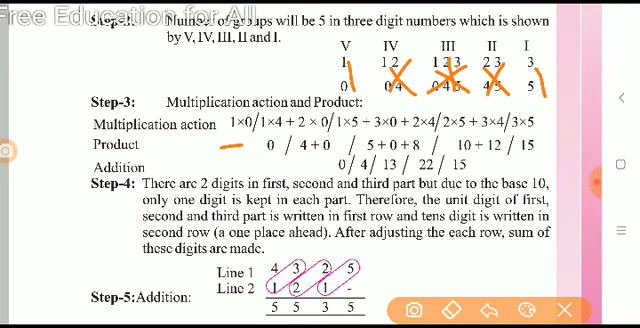 Free Education for All
Step-2: Number of groups will be 5 in three digit numbers which is shown
by V, IV, III, II and I.
V IV III II I
1 1 2 1 2 3 2 3 3
0 0 4 0 4 5 4 5 5
Step-3: Multiplication action and Product:
Multiplication action 1×0/1×4 + 2 × 0/1×5 + 3×0 + 2×4/2×5 + 3×4/3×5
Product 0 / 4+0 / 5+0+8 / 10 + 12 / 15
Addition 0/ 4/ 13 / 22 / 15
Step-4: There are 2 digits in first, second and third part but due to the base 10,
only one digit is kept in each part. Therefore, the unit digit of first,
second and third part is written in first row and tens digit is written in
second row (a one place ahead). After adjusting the each row, sum of
these digits are made.
Line 1 4 3 2 5
Line 2 1 2 1 -
Step-5:Addition: 5 5 3 5